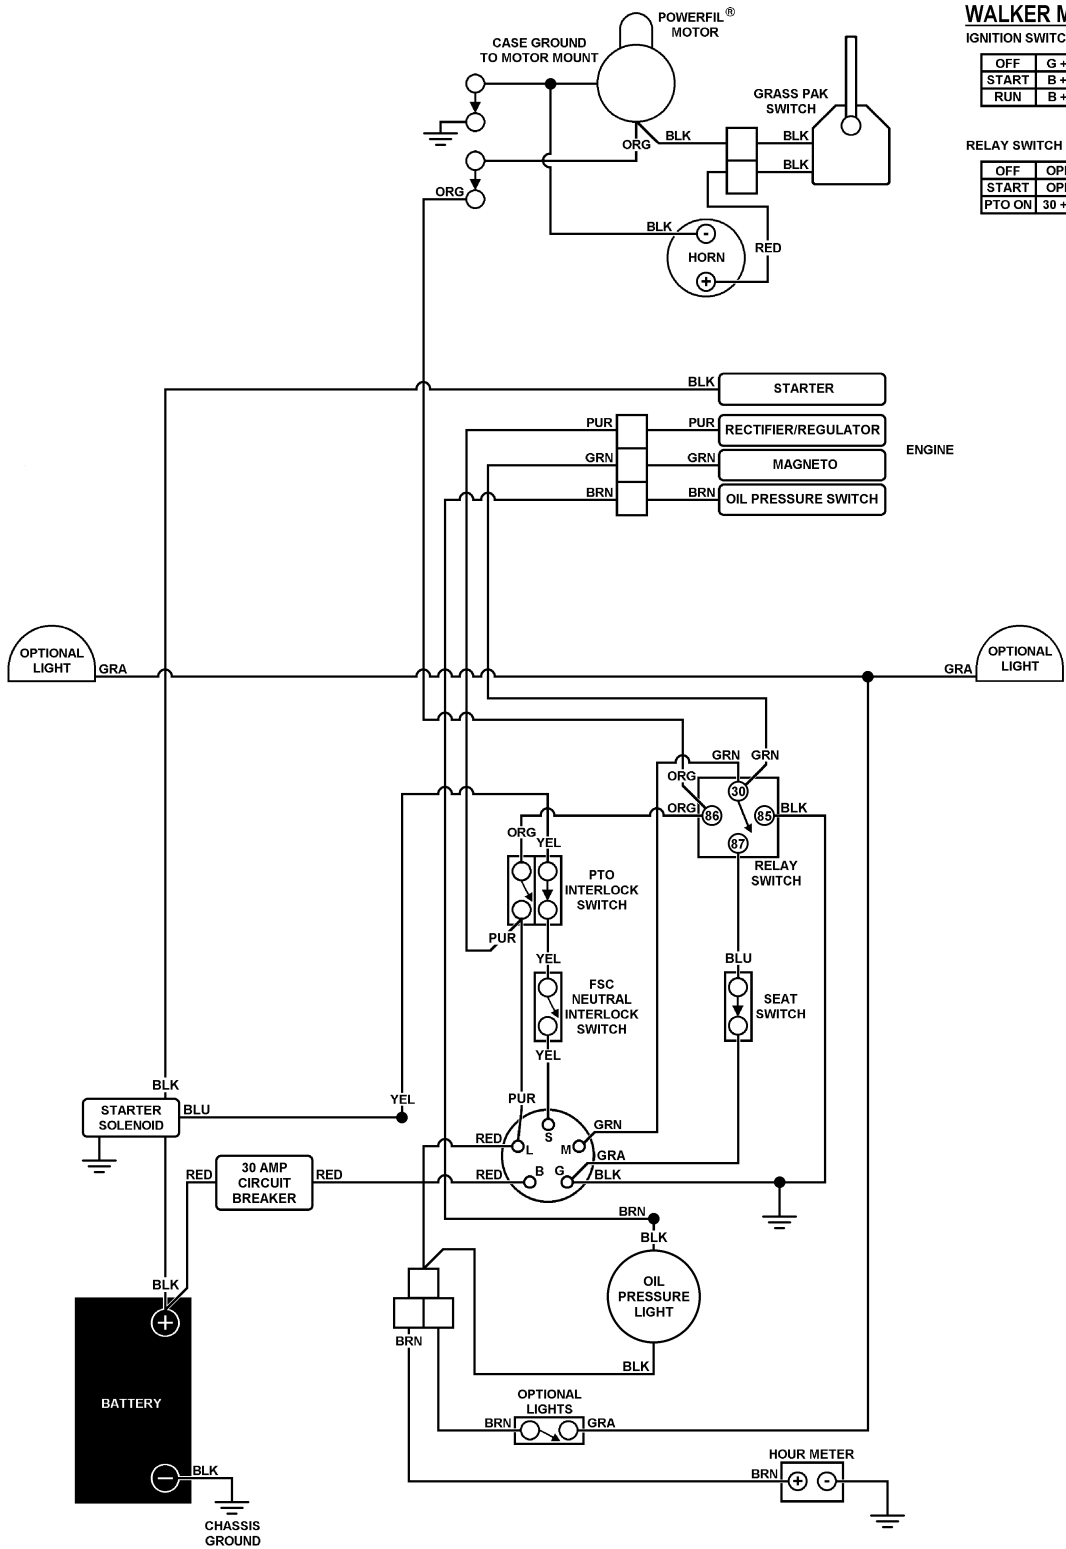 WALKER M
IGNITION SWITC
OFF G +
START B +
RUN B +
RELAY SWITCH
OFF OP
START OP
PTO ON 30 +
POWERFIL®
MOTOR
CASE GROUND
TO MOTOR MOUNT
GRASS PAK
SWITCH
ORG
BLK
BLK
BLK
ORG
BLK
HORN
-
+
RED
BLK
STARTER
PUR
PUR
RECTIFIER/REGULATOR
ENGINE
GRN
GRN
MAGNETO
BRN
BRN
OIL PRESSURE SWITCH
OPTIONAL
LIGHT
GRA
GRA
OPTIONAL
LIGHT
GRN
GRN
ORG
30
ORG
86
85
BLK
87
RELAY
SWITCH
ORG
YEL
PTO
INTERLOCK
SWITCH
PUR
YEL
BLU
FSC
NEUTRAL
INTERLOCK
SWITCH
SEAT
SWITCH
YEL
BLK
STARTER
SOLENOID
BLU
YEL
PUR
RED
L
S
M
GRN
GRA
B
G
BLK
RED
30 AMP
CIRCUIT
BREAKER
RED
RED
BRN
BLK
OIL
PRESSURE
LIGHT
BLK
BLK
+
BATTERY
-
BLK
CHASSIS
GROUND
BRN
OPTIONAL
LIGHTS
BRN
GRA
HOUR METER
BRN
+
-